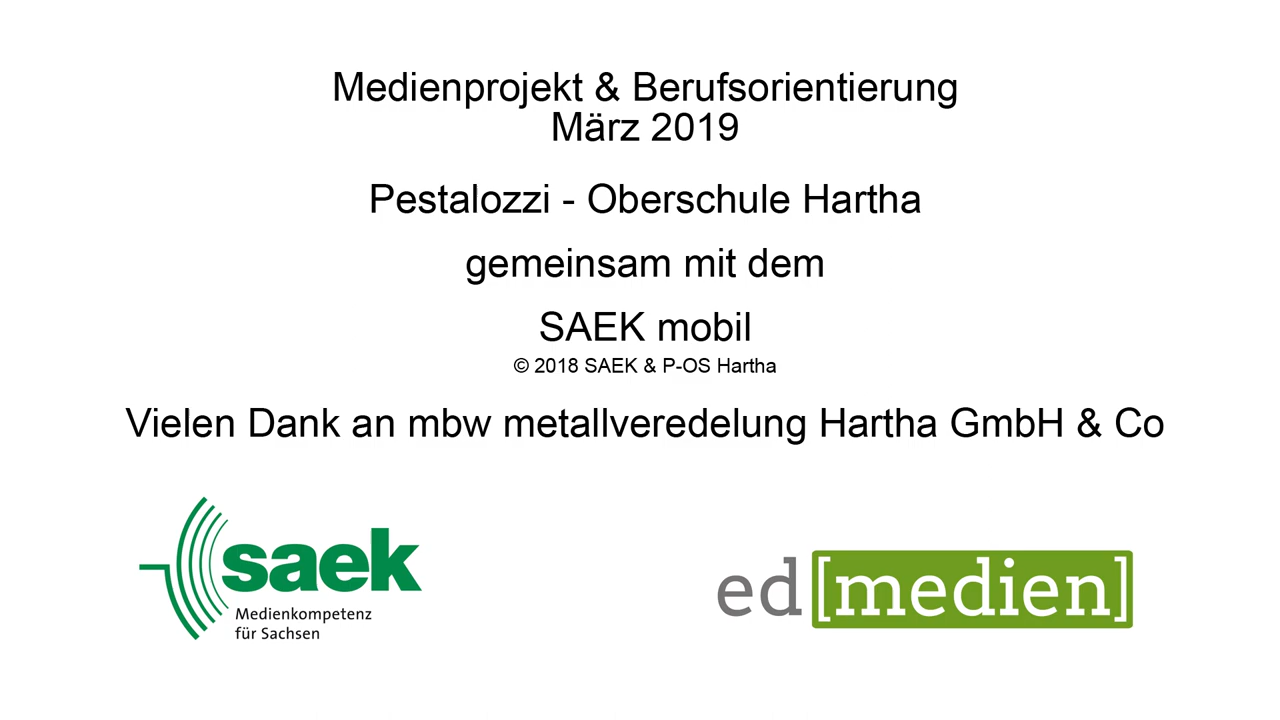 Medienprojekt & Berufsorientierung
März 2019
Pestalozzi - Oberschule Hartha
gemeinsam mit dem
SAEK mobil
© 2018 SAEK & P-OS Hartha
Vielen Dank an mbw metallveredelung Hartha GmbH & Co
saek
Medienkompetenz
für Sachsen
ed[medien]